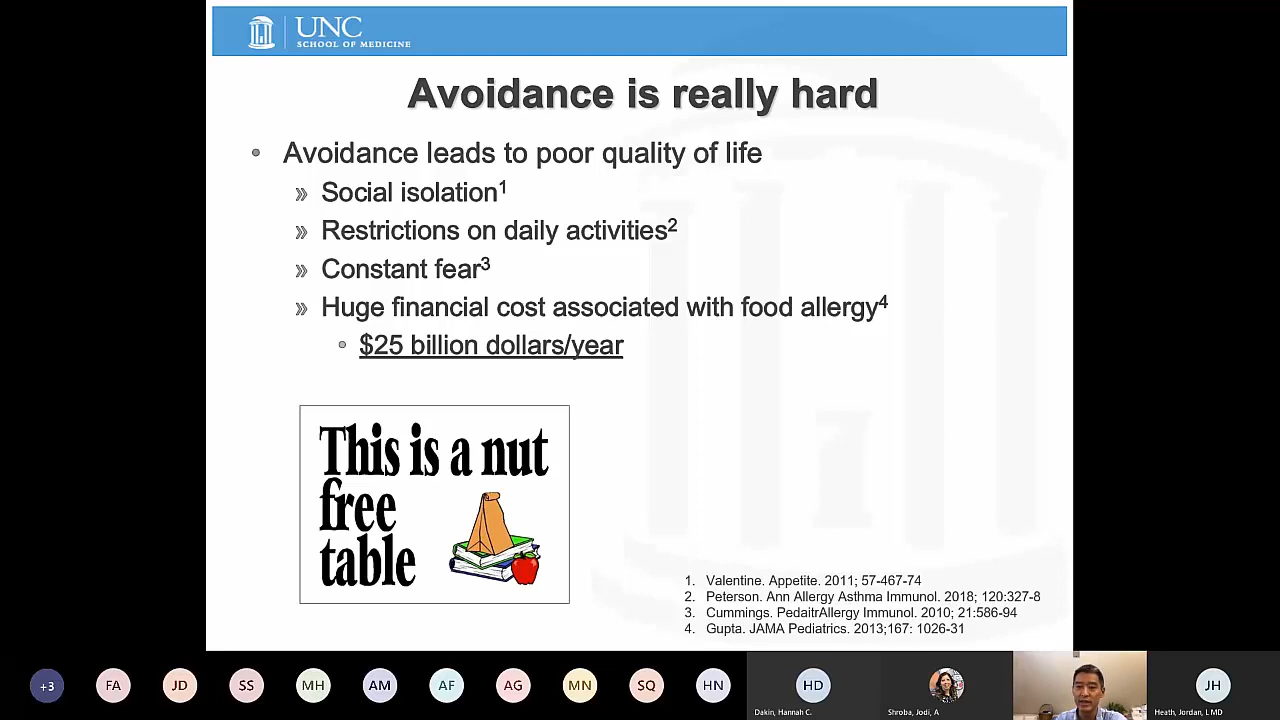 UNC
SCHOOL OF MEDICINE
Avoidance is really hard
• Avoidance leads to poor quality of life
» Social isolation1
» Restrictions on daily activities2
» Constant fear3
» Huge financial cost associated with food allergy4
• $25 billion dollars/year
This is a nut
free
table
1. Valentine. Appetite. 2011; 57-467-74
2. Peterson. Ann Allergy Asthma Immunol. 2018; 120:327-8
3. Cummings. PedaitrAllergy Immunol. 2010; 21:586-94
4. Gupta. JAMA Pediatrics. 2013;167: 1026-31
+3 FA JD SS MH AM AF AG MN SQ HN HD JH
Dakin, Hannah C. Shroba, Jodi, A Heath, Jordan, L MD